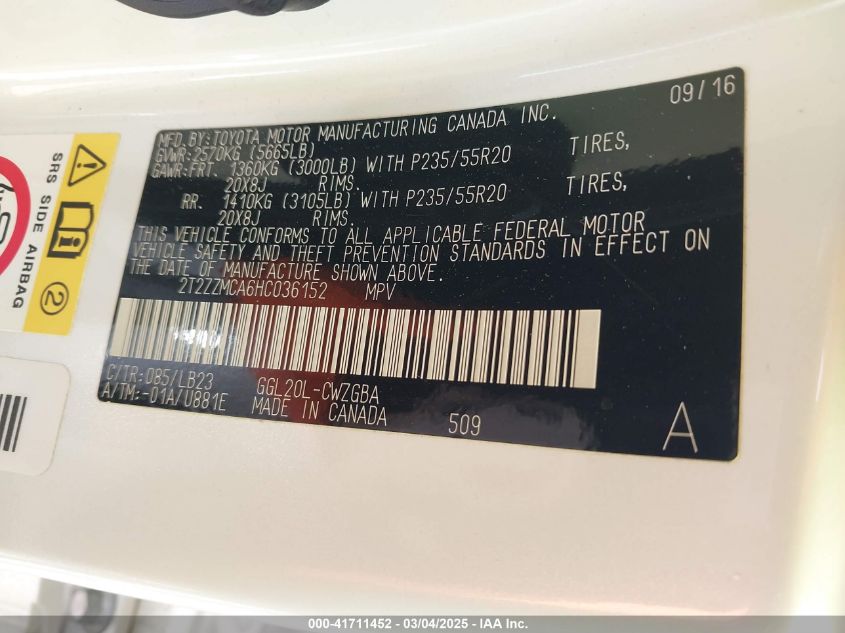 09/16
MFD. BY:TOYOTA MOTOR MANUFACTURING CANADA INC.
GVWR:2570KG (5665LB)
GAWR:FRT. 1360KG (3000LB) WITH P235/55R20 TIRES,
20X8J RIMS.
RR. 1410KG (3105LB) WITH P235/55R20 TIRES,
20X8J RIMS.
THIS VEHICLE CONFORMS TO ALL APPLICABLE FEDERAL MOTOR
VEHICLE SAFETY AND THEFT PREVENTION STANDARDS IN EFFECT ON
THE DATE OF MANUFACTURE SHOWN ABOVE.
2T2ZZMCA6HC036152 MPV
C/TR:085/LB23 GGL20L-CWZGBA
A/TM:-01A/U881E MADE IN CANADA 509 A
SRS SIDE AIRBAG
2
000-41711452 - 03/04/2025 - IAA Inc.